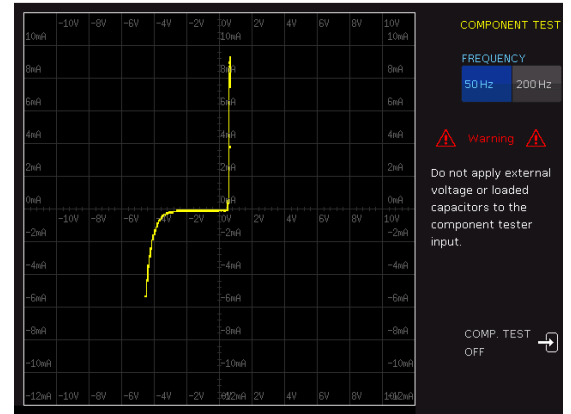 -10V -8V -6V -4V -2V 0V 2V 4V 6V 8V 10V
10mA 10mA 10mA
8mA 8mA 8mA
6mA 6mA 6mA
4mA 4mA 4mA
2mA 2mA 2mA
0mA 0mA 0mA
-10V -8V -6V -4V -2V 0V 2V 4V 6V 8V 10V
-2mA -2mA -2mA
-4mA -4mA -4mA
-6mA -6mA -6mA
-8mA -8mA -8mA
-10mA -10mA -10mA
-12mA -10V -8V -6V -4V -2V 2V 4V 6V 8V
COMPONENT TEST
FREQUENCY
50 Hz 200 Hz
Warning
Do not apply external
voltage or loaded
capacitors to the
component tester
input.
COMP. TEST
OFF